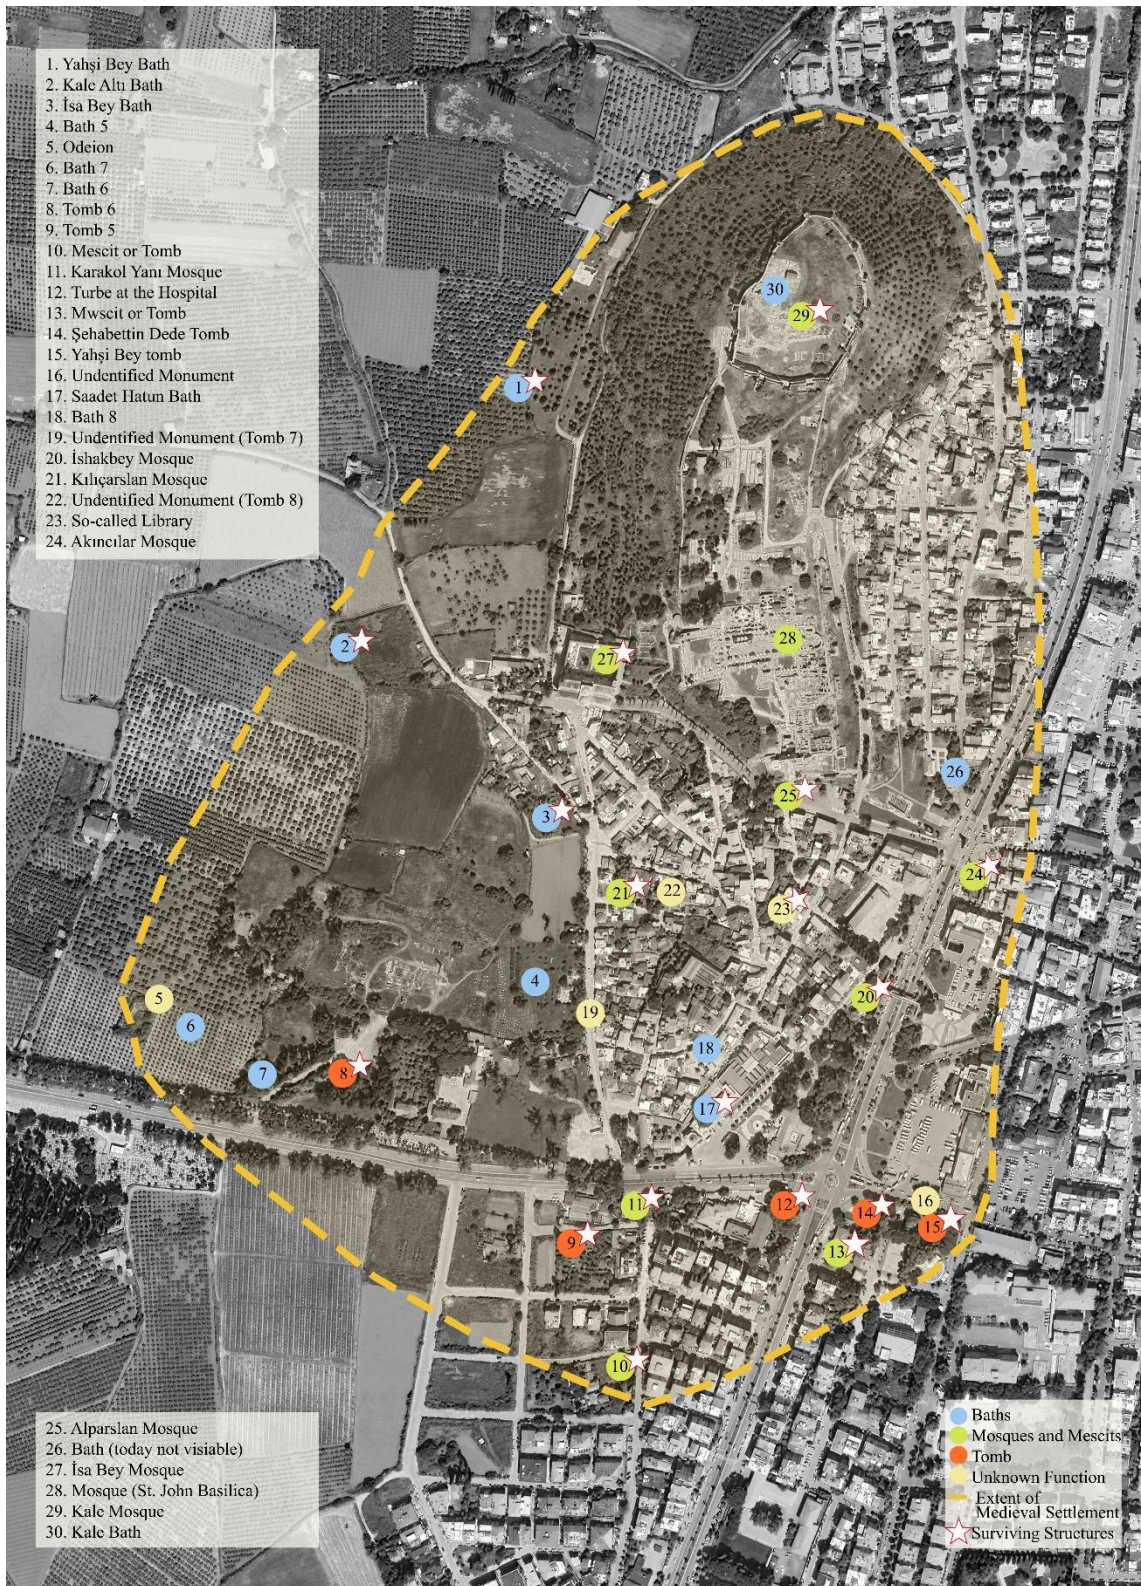 1. Yahşi Bey Bath
2. Kale Altı Bath
3. İsa Bey Bath
4. Bath 5
5. Odeion
6. Bath 7
7. Bath 6
8. Tomb 6
9. Tomb 5
10. Mescit or Tomb
11. Karakol Yanı Mosque
12. Turbe at the Hospital
13. Mwscit or Tomb
14. Şehabettin Dede Tomb
15. Yahşi Bey tomb
16. Undentified Monument
17. Saadet Hatun Bath
18. Bath 8
19. Undentified Monument (Tomb 7)
20. İshakbey Mosque
21. Kılıçarslan Mosque
22. Undentified Monument (Tomb 8)
23. So-called Library
24. Akıncılar Mosque
30
29
1
28
2
27
26
3
25
24
21
22
23
4
20
5
19
6
18
7
8
17
11
12
14
16
15
9
13
10
25. Alparslan Mosque
26. Bath (today not visiable)
27. İsa Bey Mosque
28. Mosque (St. John Basilica)
29. Kale Mosque
30. Kale Bath
Baths
Mosques and Mescits
Tomb
Unknown Function
Extent of
Medieval Settlement
Surviving Structures